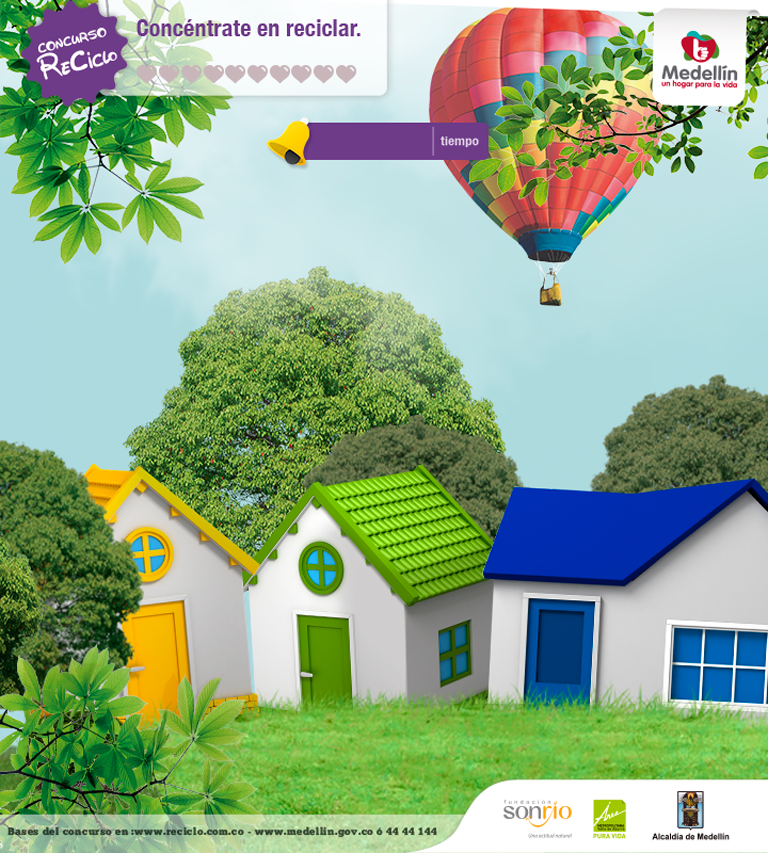 CONCURSO
ReCiclo
Concéntrate en reciclar.
Medellín
un hogar para la vida
tiempo
fundación
sonrío
Una actitud natural
Área
PURA VIDA
Alcaldía de Medellín
Bases del concurso en :www.reciclo.com.co - www.medellin.gov.co ó 44 44 144